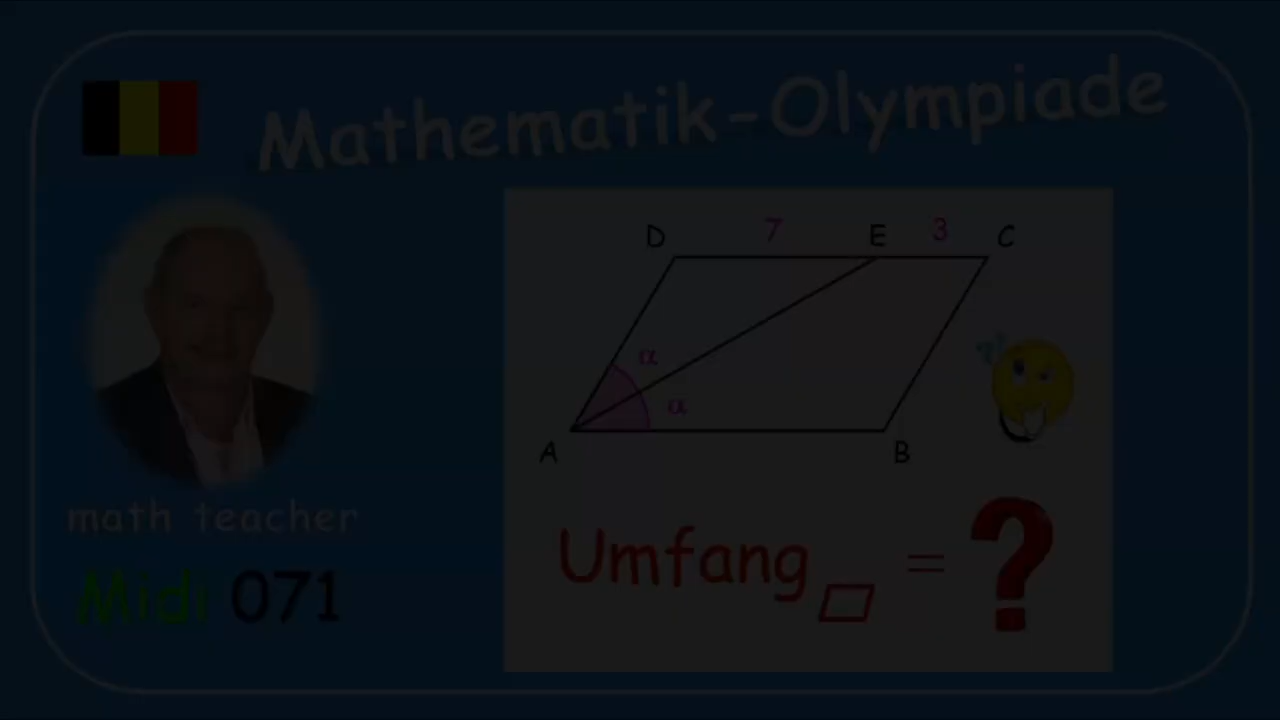 Mathematik-Olympiade
D 7 E 3 C
α
α
A B
math teacher
Midi 071
Umfang = ?